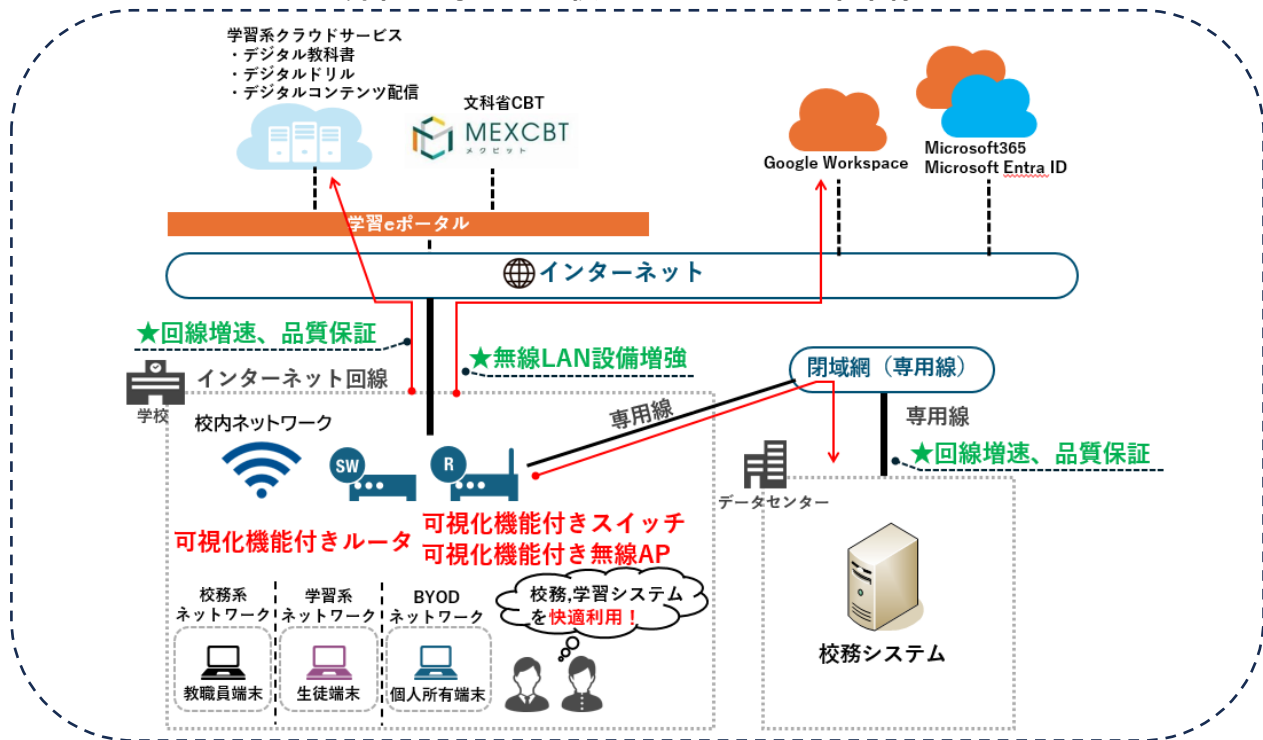 学習系クラウドサービス
・デジタル教科書
・デジタルドリル
・デジタルコンテンツ配信
文科省CBT
MEXCBT
メクビット
Google Workspace
Microsoft365
Microsoft Entra ID
学習eポータル
インターネット
★回線増速、品質保証
★無線LAN設備増強
閉域網（専用線）
学校
インターネット回線
校内ネットワーク
専用線
専用線
★回線増速、品質保証
SW
R
データセンター
可視化機能付きルータ
可視化機能付きスイッチ
可視化機能付き無線AP
校務系
ネットワーク
学習系
ネットワーク
BYOD
ネットワーク
校務,学習システム
を快適利用！
教職員端末
生徒端末
個人所有端末
校務システム